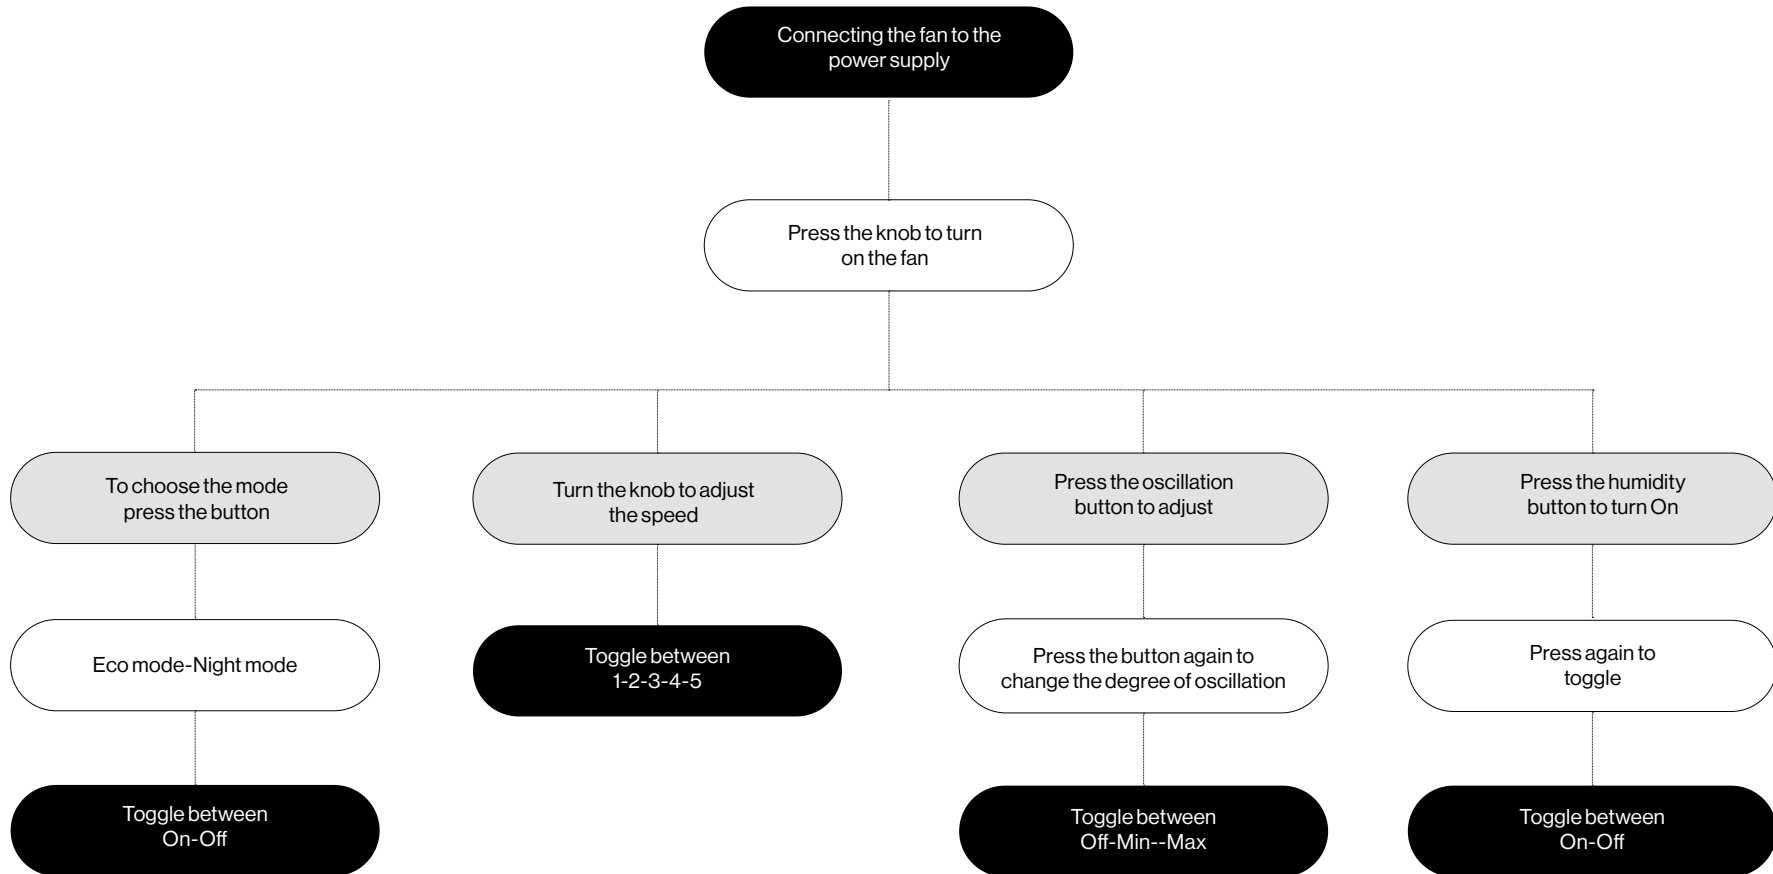 Connecting the fan to the
power supply
Press the knob to turn
on the fan
To choose the mode
press the button
Turn the knob to adjust
the speed
Press the oscillation
button to adjust
Press the humidity
button to turn On
Eco mode-Night mode
Toggle between
1-2-3-4-5
Press the button again to
change the degree of oscillation
Press again to
toggle
Toggle between
On-Off
Toggle between
Off-Min--Max
Toggle between
On-Off